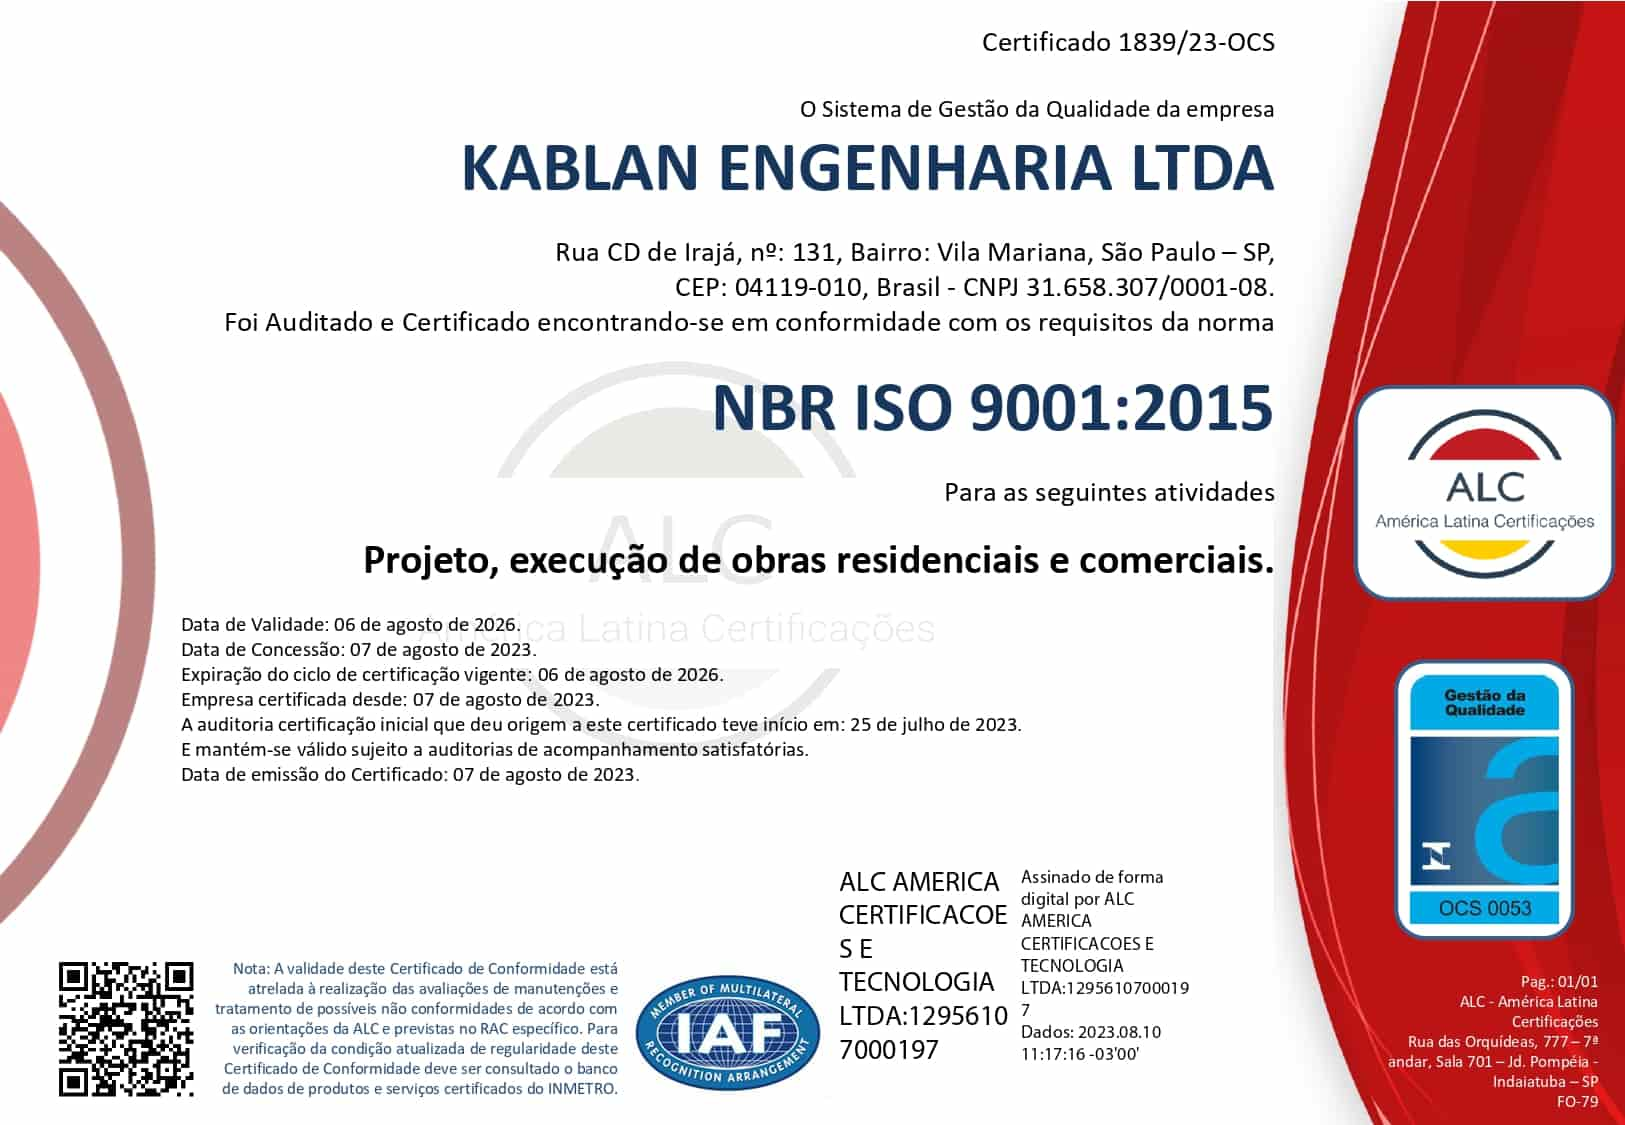 Certificado 1839/23-OCS
O Sistema de Gestão da Qualidade da empresa
KABLAN ENGENHARIA LTDA
Rua CD de Irajá, nº: 131, Bairro: Vila Mariana, São Paulo – SP,
CEP: 04119-010, Brasil - CNPJ 31.658.307/0001-08.
Foi Auditado e Certificado encontrando-se em conformidade com os requisitos da norma
NBR ISO 9001:2015
Para as seguintes atividades
Projeto, execução de obras residenciais e comerciais.
ALC
América Latina Certificações
Data de Validade: 06 de agosto de 2026.
Data de Concessão: 07 de agosto de 2023.
Expiração do ciclo de certificação vigente: 06 de agosto de 2026.
Empresa certificada desde: 07 de agosto de 2023.
A auditoria certificação inicial que deu origem a este certificado teve início em: 25 de julho de 2023.
E mantém-se válido sujeito a auditorias de acompanhamento satisfatórias.
Data de emissão do Certificado: 07 de agosto de 2023.
Nota: A validade deste Certificado de Conformidade está
atrelada à realização das avaliações de manutenções e
tratamento de possíveis não conformidades de acordo com
as orientações da ALC e previstas no RAC específico. Para
verificação da condição atualizada de regularidade deste
Certificado de Conformidade deve ser consultado o banco
de dados de produtos e serviços certificados do INMETRO.
MEMBER OF MULTILATERAL
IAF
RECOGNITION ARRANGEMENT
ALC AMERICA
CERTIFICACOE
S E
TECNOLOGIA
LTDA:1295610
7000197
Assinado de forma
digital por ALC
AMERICA
CERTIFICACOES E
TECNOLOGIA
LTDA:1295610700019
7
Dados: 2023.08.10
11:17:16 -03'00'
ALC
América Latina Certificações
Gestão da
Qualidade
OCS 0053
Pag.: 01/01
ALC - América Latina
Certificações
Rua das Orquídeas, 777 – 7ª
andar, Sala 701 – Jd. Pompéia -
Indaiatuba – SP
FO-79